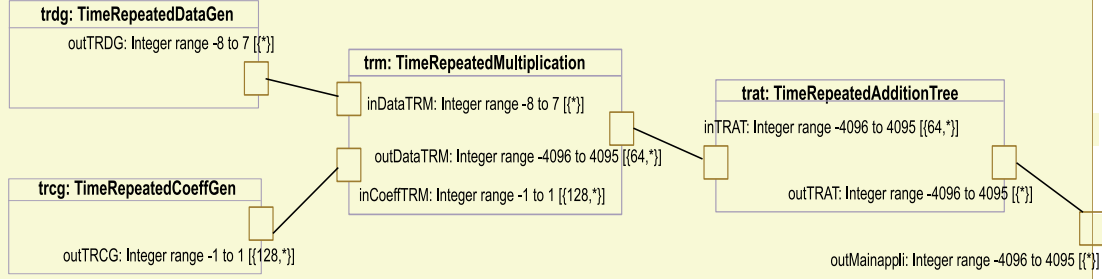 trdg: TimeRepeatedDataGen
outTRDG: Integer range -8 to 7 [{*}]
trm: TimeRepeatedMultiplication
inDataTRM: Integer range -8 to 7 [{*}]
outDataTRM: Integer range -4096 to 4095 [{64,*}]
inCoeffTRM: Integer range -1 to 1 [{128,*}]
trcg: TimeRepeatedCoeffGen
outTRCG: Integer range -1 to 1 [{128,*}]
trat: TimeRepeatedAdditionTree
inTRAT: Integer range -4096 to 4095 [{64,*}]
outTRAT: Integer range -4096 to 4095 [{*}]
outMainappli: Integer range -4096 to 4095 [{*}]